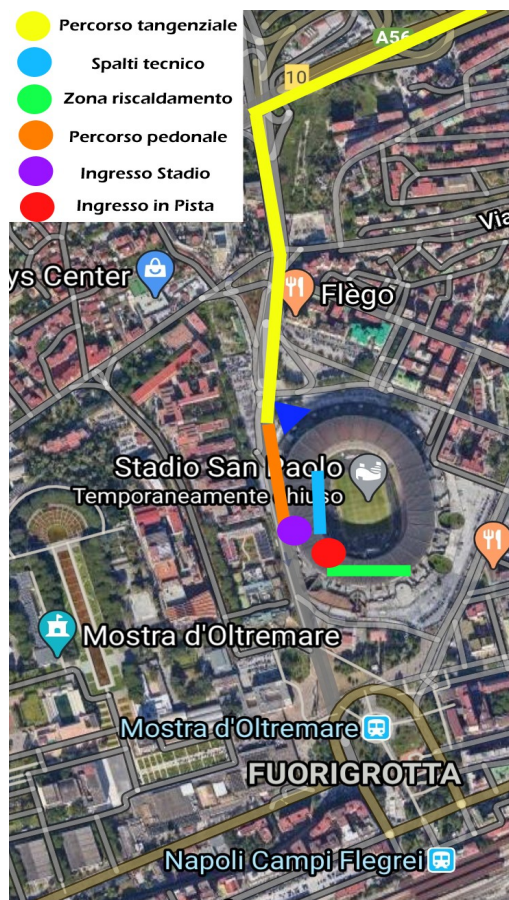 Percorso tangenziale
Spalti tecnico
Zona riscaldamento
Percorso pedonale
Ingresso Stadio
Ingresso in Pista
A56
10
Via
ys Center
Flègo
Stadio San Paolo
Temporaneamente chiuso
Mostra d'Oltremare
Mostra d'Oltremare
FUORIGROTTA
Napoli Campi Flegrei